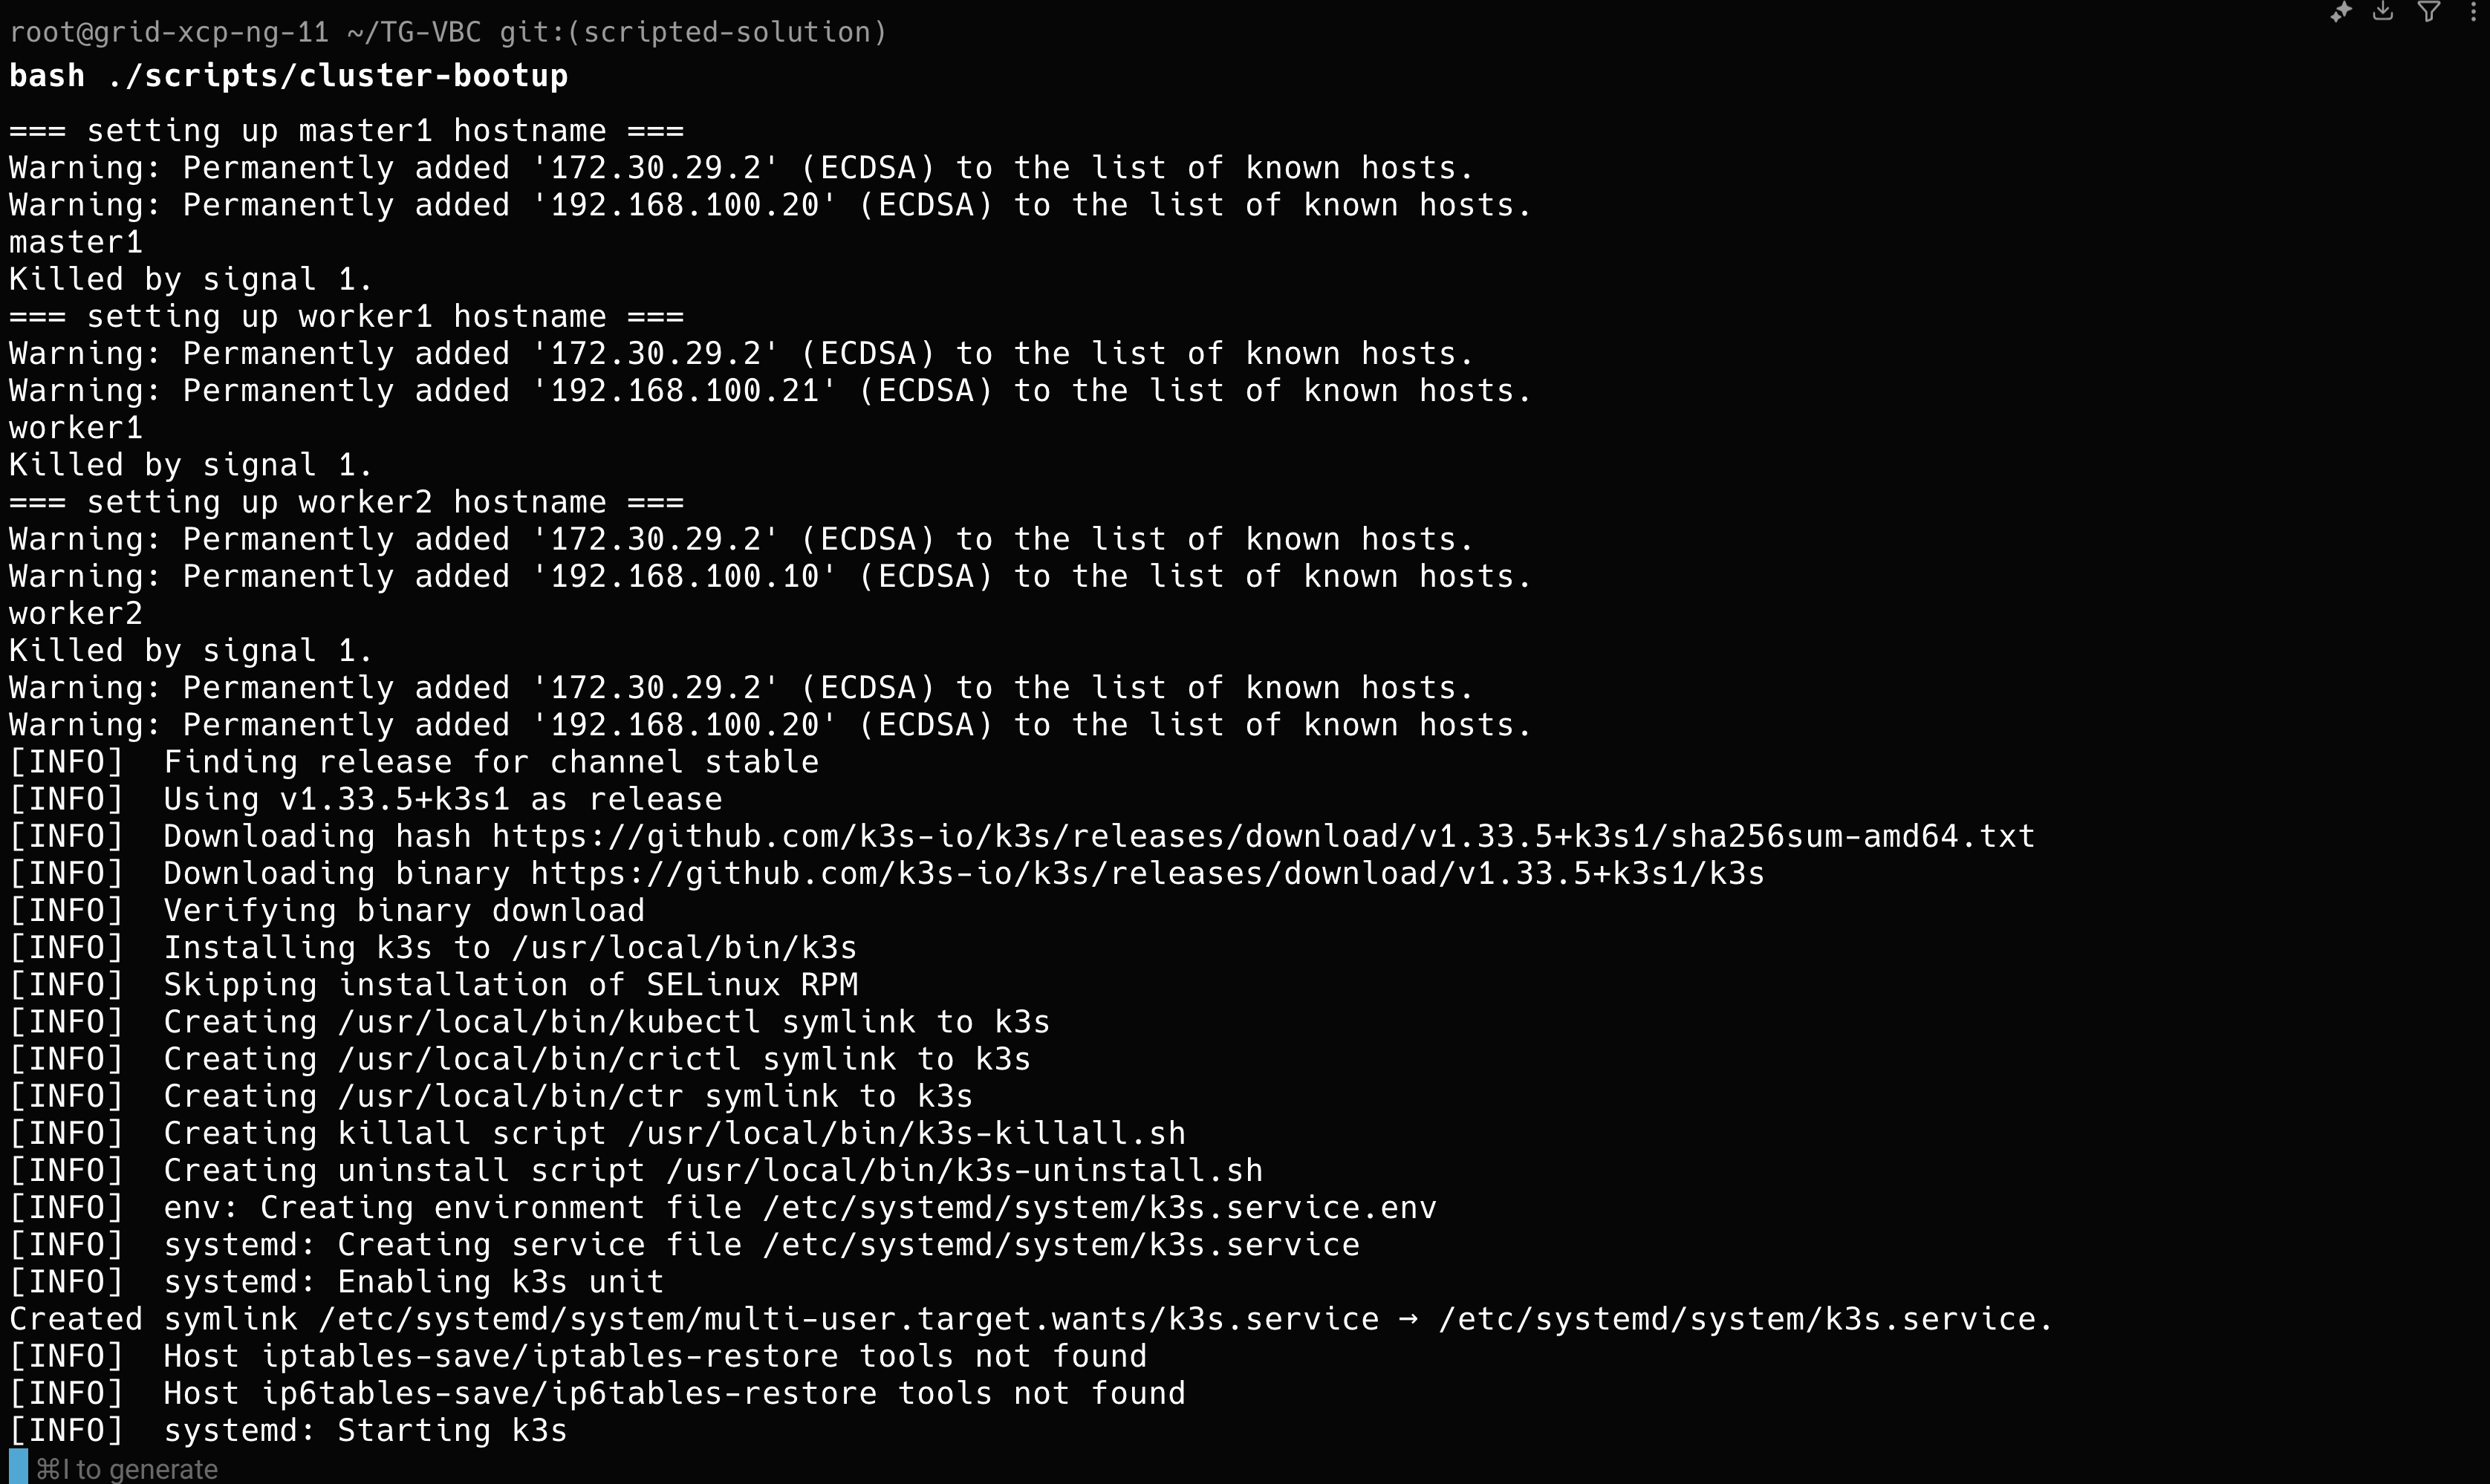 root@grid-xcp-ng-11 ~/TG-VBC git:(scripted-solution)
bash ./scripts/cluster-bootup
=== setting up master1 hostname ===
Warning: Permanently added '172.30.29.2' (ECDSA) to the list of known hosts.
Warning: Permanently added '192.168.100.20' (ECDSA) to the list of known hosts.
master1
Killed by signal 1.
=== setting up worker1 hostname ===
Warning: Permanently added '172.30.29.2' (ECDSA) to the list of known hosts.
Warning: Permanently added '192.168.100.21' (ECDSA) to the list of known hosts.
worker1
Killed by signal 1.
=== setting up worker2 hostname ===
Warning: Permanently added '172.30.29.2' (ECDSA) to the list of known hosts.
Warning: Permanently added '192.168.100.10' (ECDSA) to the list of known hosts.
worker2
Killed by signal 1.
Warning: Permanently added '172.30.29.2' (ECDSA) to the list of known hosts.
Warning: Permanently added '192.168.100.20' (ECDSA) to the list of known hosts.
[INFO]  Finding release for channel stable
[INFO]  Using v1.33.5+k3s1 as release
[INFO]  Downloading hash https://github.com/k3s-io/k3s/releases/download/v1.33.5+k3s1/sha256sum-amd64.txt
[INFO]  Downloading binary https://github.com/k3s-io/k3s/releases/download/v1.33.5+k3s1/k3s
[INFO]  Verifying binary download
[INFO]  Installing k3s to /usr/local/bin/k3s
[INFO]  Skipping installation of SELinux RPM
[INFO]  Creating /usr/local/bin/kubectl symlink to k3s
[INFO]  Creating /usr/local/bin/crictl symlink to k3s
[INFO]  Creating /usr/local/bin/ctr symlink to k3s
[INFO]  Creating killall script /usr/local/bin/k3s-killall.sh
[INFO]  Creating uninstall script /usr/local/bin/k3s-uninstall.sh
[INFO]  env: Creating environment file /etc/systemd/system/k3s.service.env
[INFO]  systemd: Creating service file /etc/systemd/system/k3s.service
[INFO]  systemd: Enabling k3s unit
Created symlink /etc/systemd/system/multi-user.target.wants/k3s.service → /etc/systemd/system/k3s.service.
[INFO]  Host iptables-save/iptables-restore tools not found
[INFO]  Host ip6tables-save/ip6tables-restore tools not found
[INFO]  systemd: Starting k3s
⌘I to generate